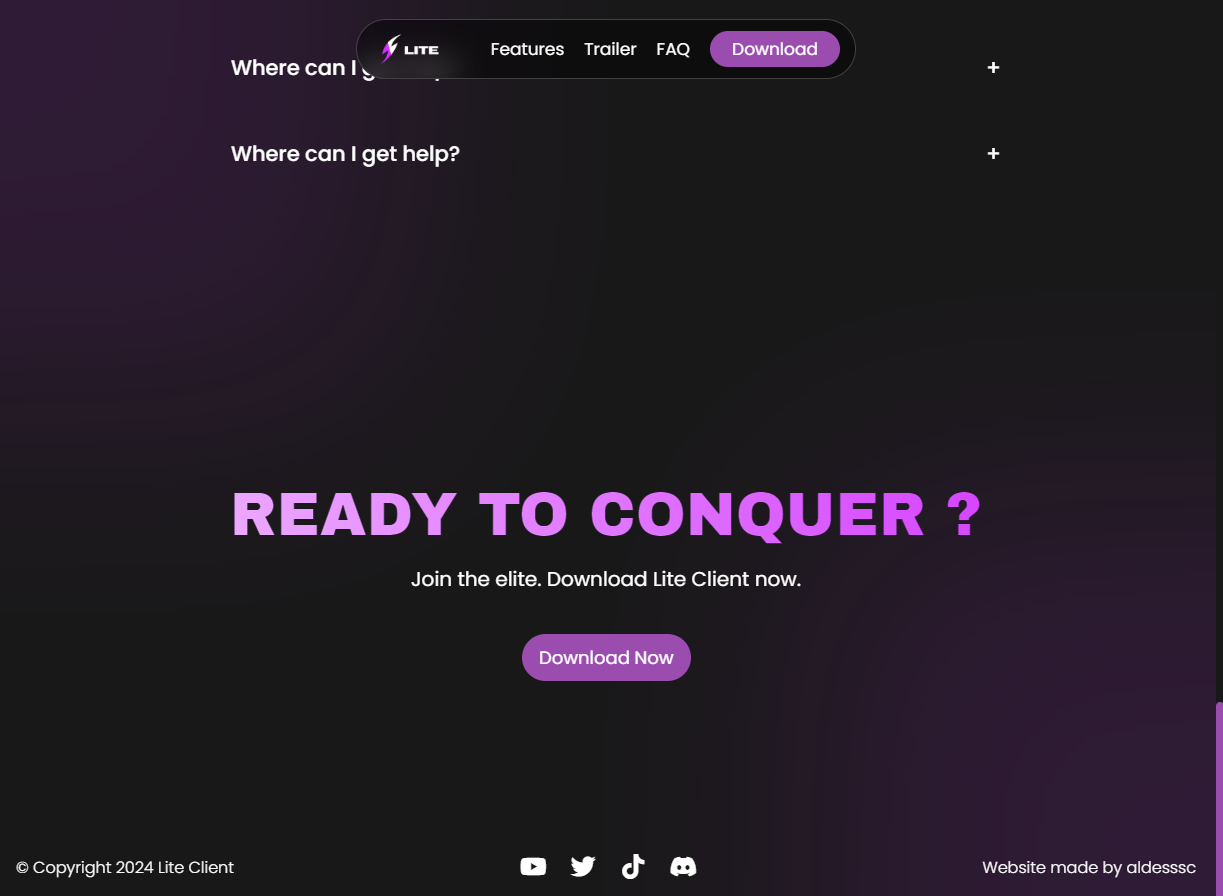 LITE
Features
Trailer
FAQ
Download
Where can I g
+
Where can I get help?
+
READY TO CONQUER ?
Join the elite. Download Lite Client now.
Download Now
© Copyright 2024 Lite Client
Website made by aldesssc